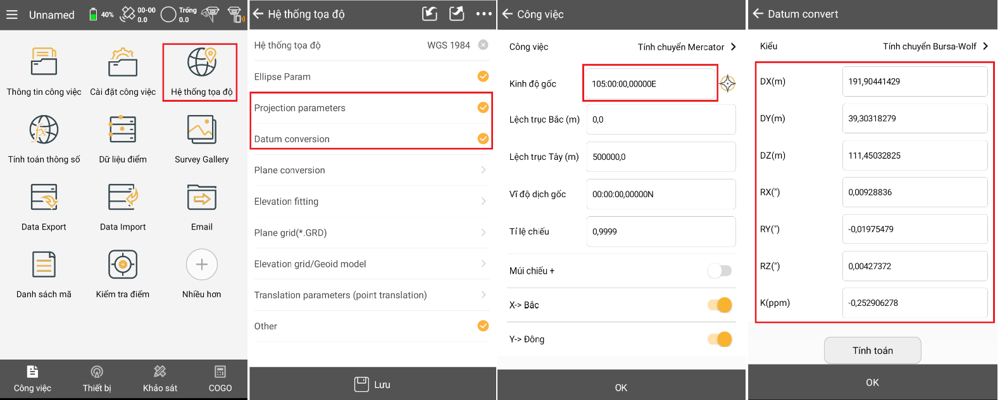 Unnamed
40%
00-00
0.0
Trống
0.0
Thông tin công việc
Cài đặt công việc
Hệ thống tọa độ
Tính toán thông số
Dữ liệu điểm
Survey Gallery
Data Export
Data Import
Email
Danh sách mã
Kiểm tra điểm
Nhiều hơn
Công việc
Thiết bị
Khảo sát
COGO
Hệ thống tọa độ
Hệ thống tọa độ WGS 1984
Ellipse Param
Projection parameters
Datum conversion
Plane conversion
Elevation fitting
Plane grid(*.GRD)
Elevation grid/Geoid model
Translation parameters (point translation)
Other
Lưu
Công việc
Công việc Tính chuyển Mercator
Kinh độ gốc 105:00:00,00000E
Lệch trục Bắc (m) 0,0
Lệch trục Tây (m) 500000,0
Vĩ độ dịch gốc 00:00:00,00000N
Tỉ lệ chiếu 0,9999
Múi chiếu +
X-> Bắc
Y-> Đông
OK
Datum convert
Kiểu Tính chuyển Bursa-Wolf
DX(m) 191,90441429
DY(m) 39,30318279
DZ(m) 111,45032825
RX(") 0,00928836
RY(") -0,01975479
RZ(") 0,00427372
K(ppm) -0,252906278
Tính toán
OK